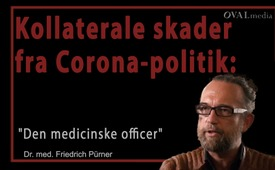 OVALmedia
Kollaterale skader
fra Corona-politik:
"Den medicinske officer"
Dr. med. Friedrich Pürner